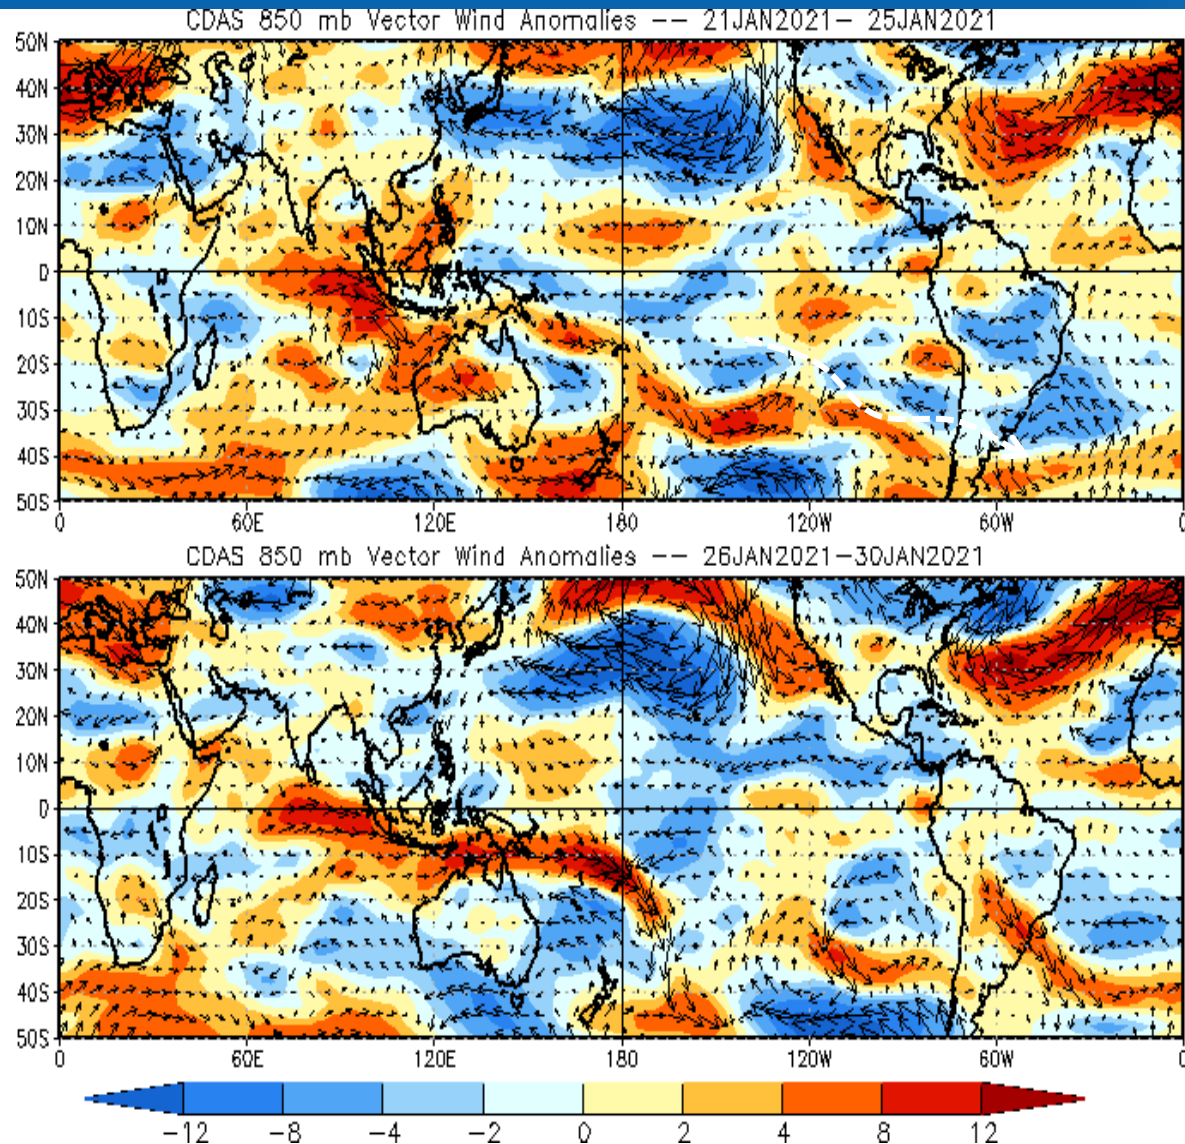 CDAS 850 mb Vector Wind Anomalies -- 21JAN2021- 25JAN2021
50N
40N
30N
20N
10N
0
10S
20S
30S
40S
50S
0 60E 120E 180 120W 60W 0
CDAS 850 mb Vector Wind Anomalies -- 26JAN2021-30JAN2021
50N
40N
30N
20N
10N
0
10S
20S
30S
40S
50S
0 60E 120E 180 120W 60W 0
-12 -8 -4 -2 0 2 4 8 12